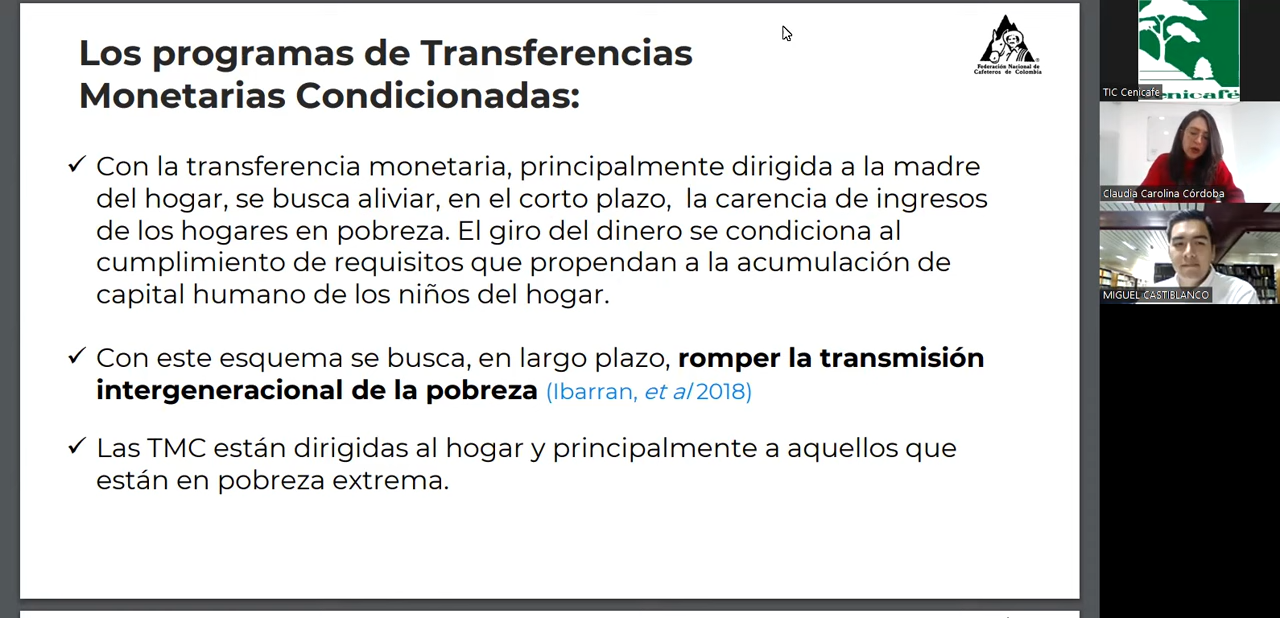 Los programas de Transferencias
Monetarias Condicionadas:
Federación Nacional de
Cafeteros de Colombia
✓ Con la transferencia monetaria, principalmente dirigida a la madre
del hogar, se busca aliviar, en el corto plazo, la carencia de ingresos
de los hogares en pobreza. El giro del dinero se condiciona al
cumplimiento de requisitos que propendan a la acumulación de
capital humano de los niños del hogar.
✓ Con este esquema se busca, en largo plazo, romper la transmisión
intergeneracional de la pobreza (Ibarran, et al 2018)
✓ Las TMC están dirigidas al hogar y principalmente a aquellos que
están en pobreza extrema.
TIC Cenicafe
enicafé
Claudia Carolina Córdoba
MIGUEL CASTIBLANCO